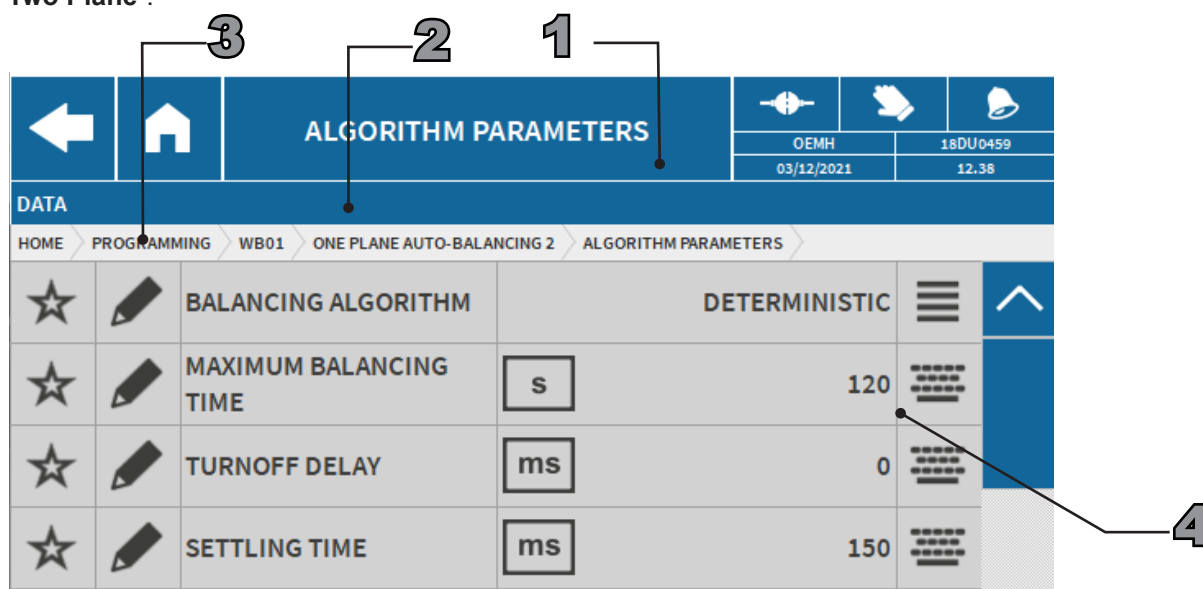 Two Plane".
3 2 1
ALGORITHM PARAMETERS
OEMH 18DU0459
03/12/2021 12.38
DATA
HOME PROGRAMMING WB01 ONE PLANE AUTO-BALANCING 2 ALGORITHM PARAMETERS
BALANCING ALGORITHM DETERMINISTIC
MAXIMUM BALANCING
TIME s 120
TURNOFF DELAY ms 0
4
SETTLING TIME ms 150